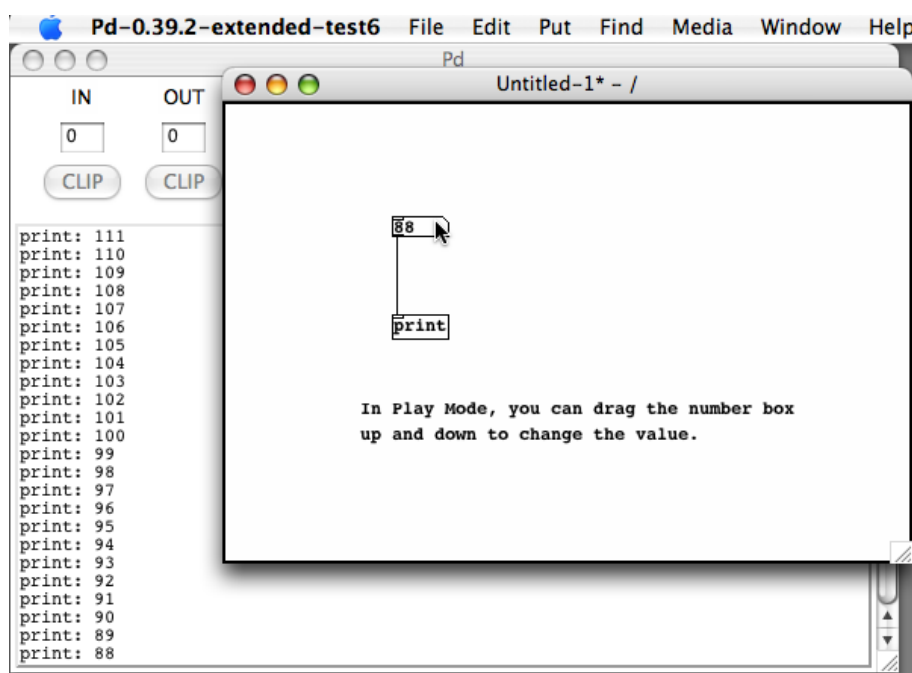 Pd-0.39.2-extended-test6 File Edit Put Find Media Window Help
Pd
IN OUT
0 0
CLIP CLIP
print: 111
print: 110
print: 109
print: 108
print: 107
print: 106
print: 105
print: 104
print: 103
print: 102
print: 101
print: 100
print: 99
print: 98
print: 97
print: 96
print: 95
print: 94
print: 93
print: 92
print: 91
print: 90
print: 89
print: 88
Untitled-1* - /
88
print
In Play Mode, you can drag the number box
up and down to change the value.